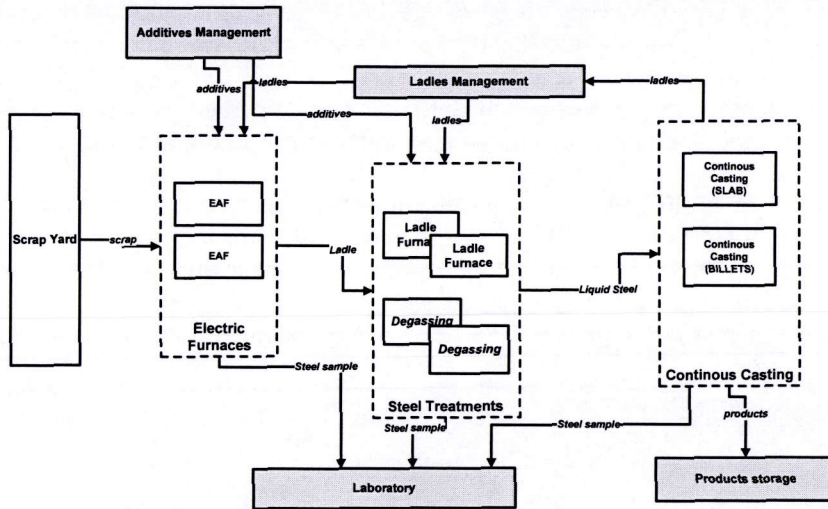 Additives Management
Ladles Management
additives
ladles
ladles
additives
ladles
Scrap Yard
scrap
EAF
EAF
Electric
Furnaces
Ladle
Ladle
Furnace
Ladle
Furnace
Degassing
Degassing
Steel Treatments
Liquid Steel
Continous
Casting
(SLAB)
Continous
Casting
(BILLETS)
Continous Casting
Steel sample
Steel sample
Steel sample
products
Laboratory
Products storage